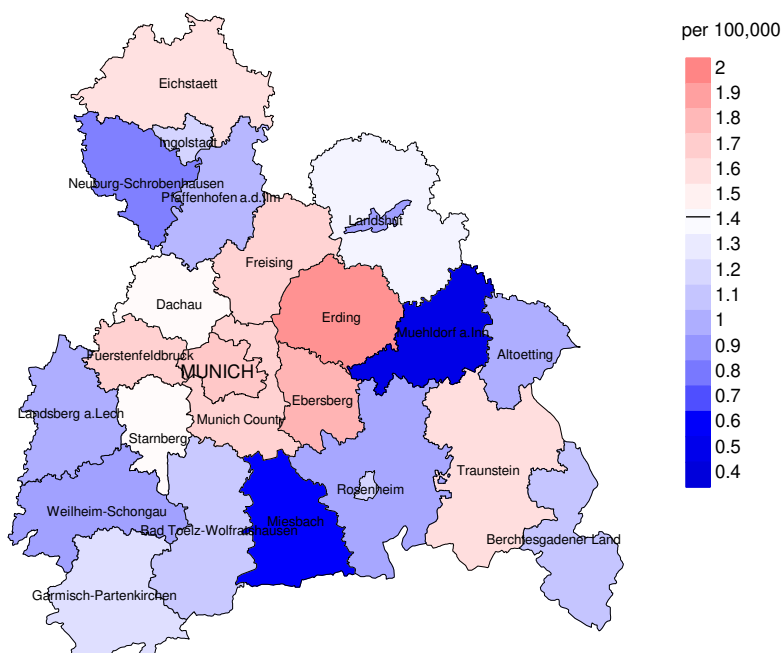 per 100,000
2
1.9
1.8
1.7
1.6
1.5
1.4
1.3
1.2
1.1
1
0.9
0.8
0.7
0.6
0.5
0.4
Eichstaett
Ingolstadt
Neuburg-Schrobenhausen
Pfaffenhofen a.d.Ilm
Landshut
Freising
Dachau
Erding
Muehldorf a.Inn
Altoetting
Fuerstenfeldbruck
MUNICH
Ebersberg
Landsberg a.Lech
Munich County
Starnberg
Traunstein
Rosenheim
Weilheim-Schongau
Miesbach
Bad Toelz-Wolfratshausen
Berchtesgadener Land
Garmisch-Partenkirchen